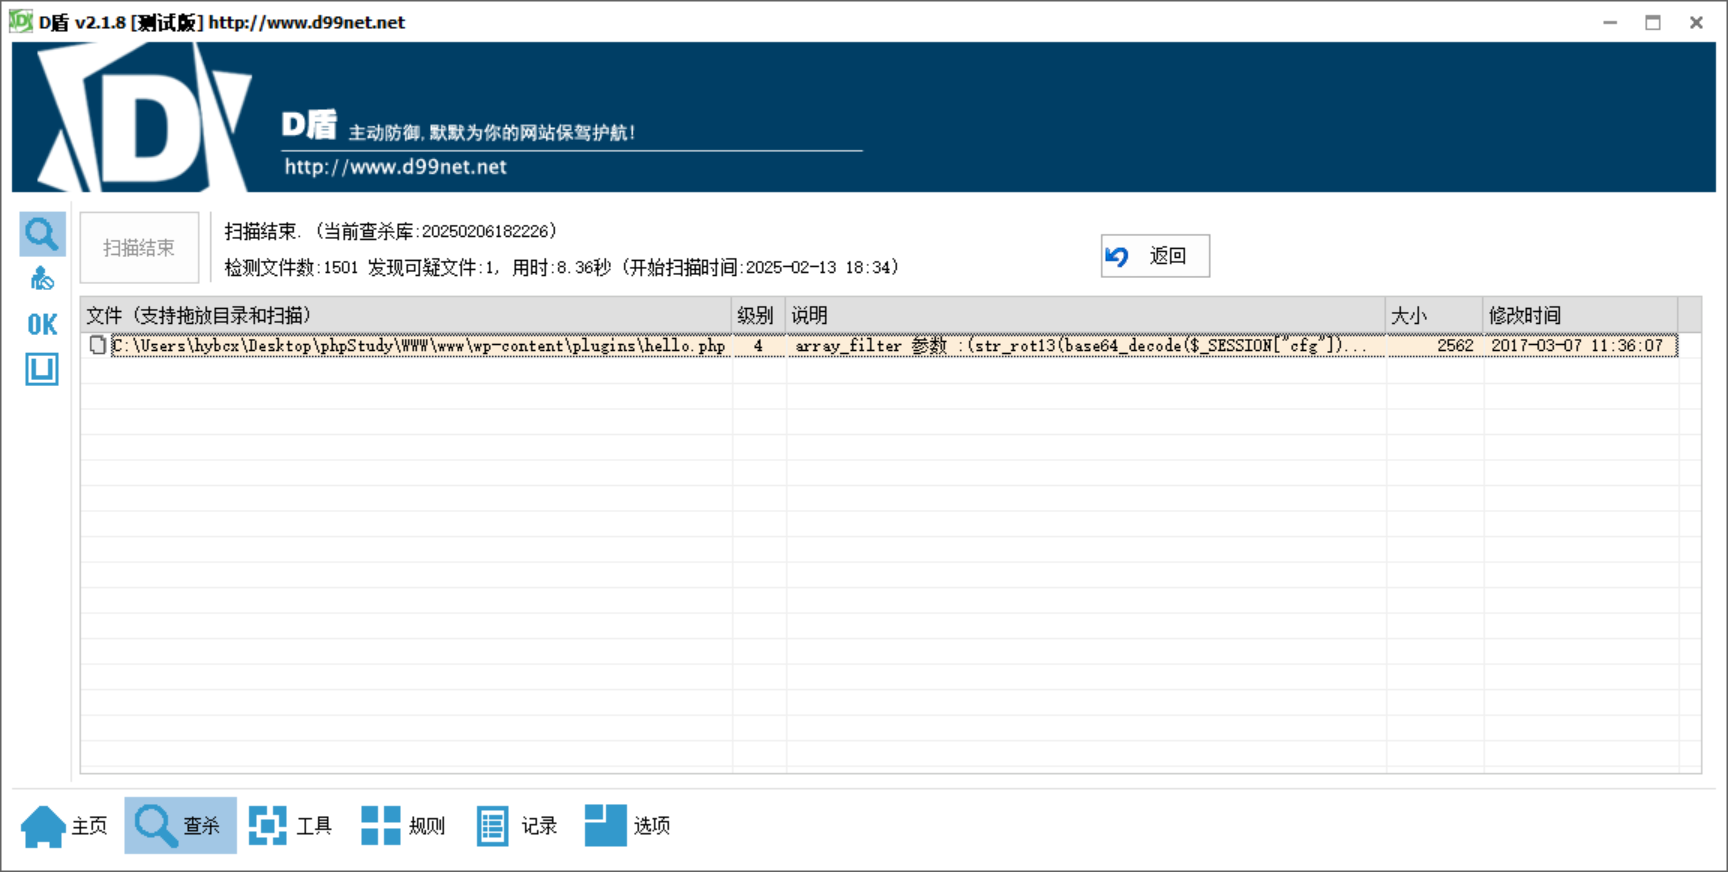 D盾 v2.1.8 [测试版] http://www.d99net.net
D
D盾 主动防御,默默为你的网站保驾护航!
http://www.d99net.net
扫描结束
扫描结束. (当前查杀库:20250206182226)
检测文件数:1501 发现可疑文件:1, 用时:8.36秒 (开始扫描时间:2025-02-13 18:34)
返回
OK
文件 (支持拖放目录和扫描) 级别 说明 大小 修改时间
C:\Users\hybcx\Desktop\phpStudy\WWW\www\wp-content\plugins\hello.php 4 array_filter 参数 :(str_rot13(base64_decode($_SESSION["cfg"])... 2562 2017-03-07 11:36:07
主页 查杀 工具 规则 记录 选项